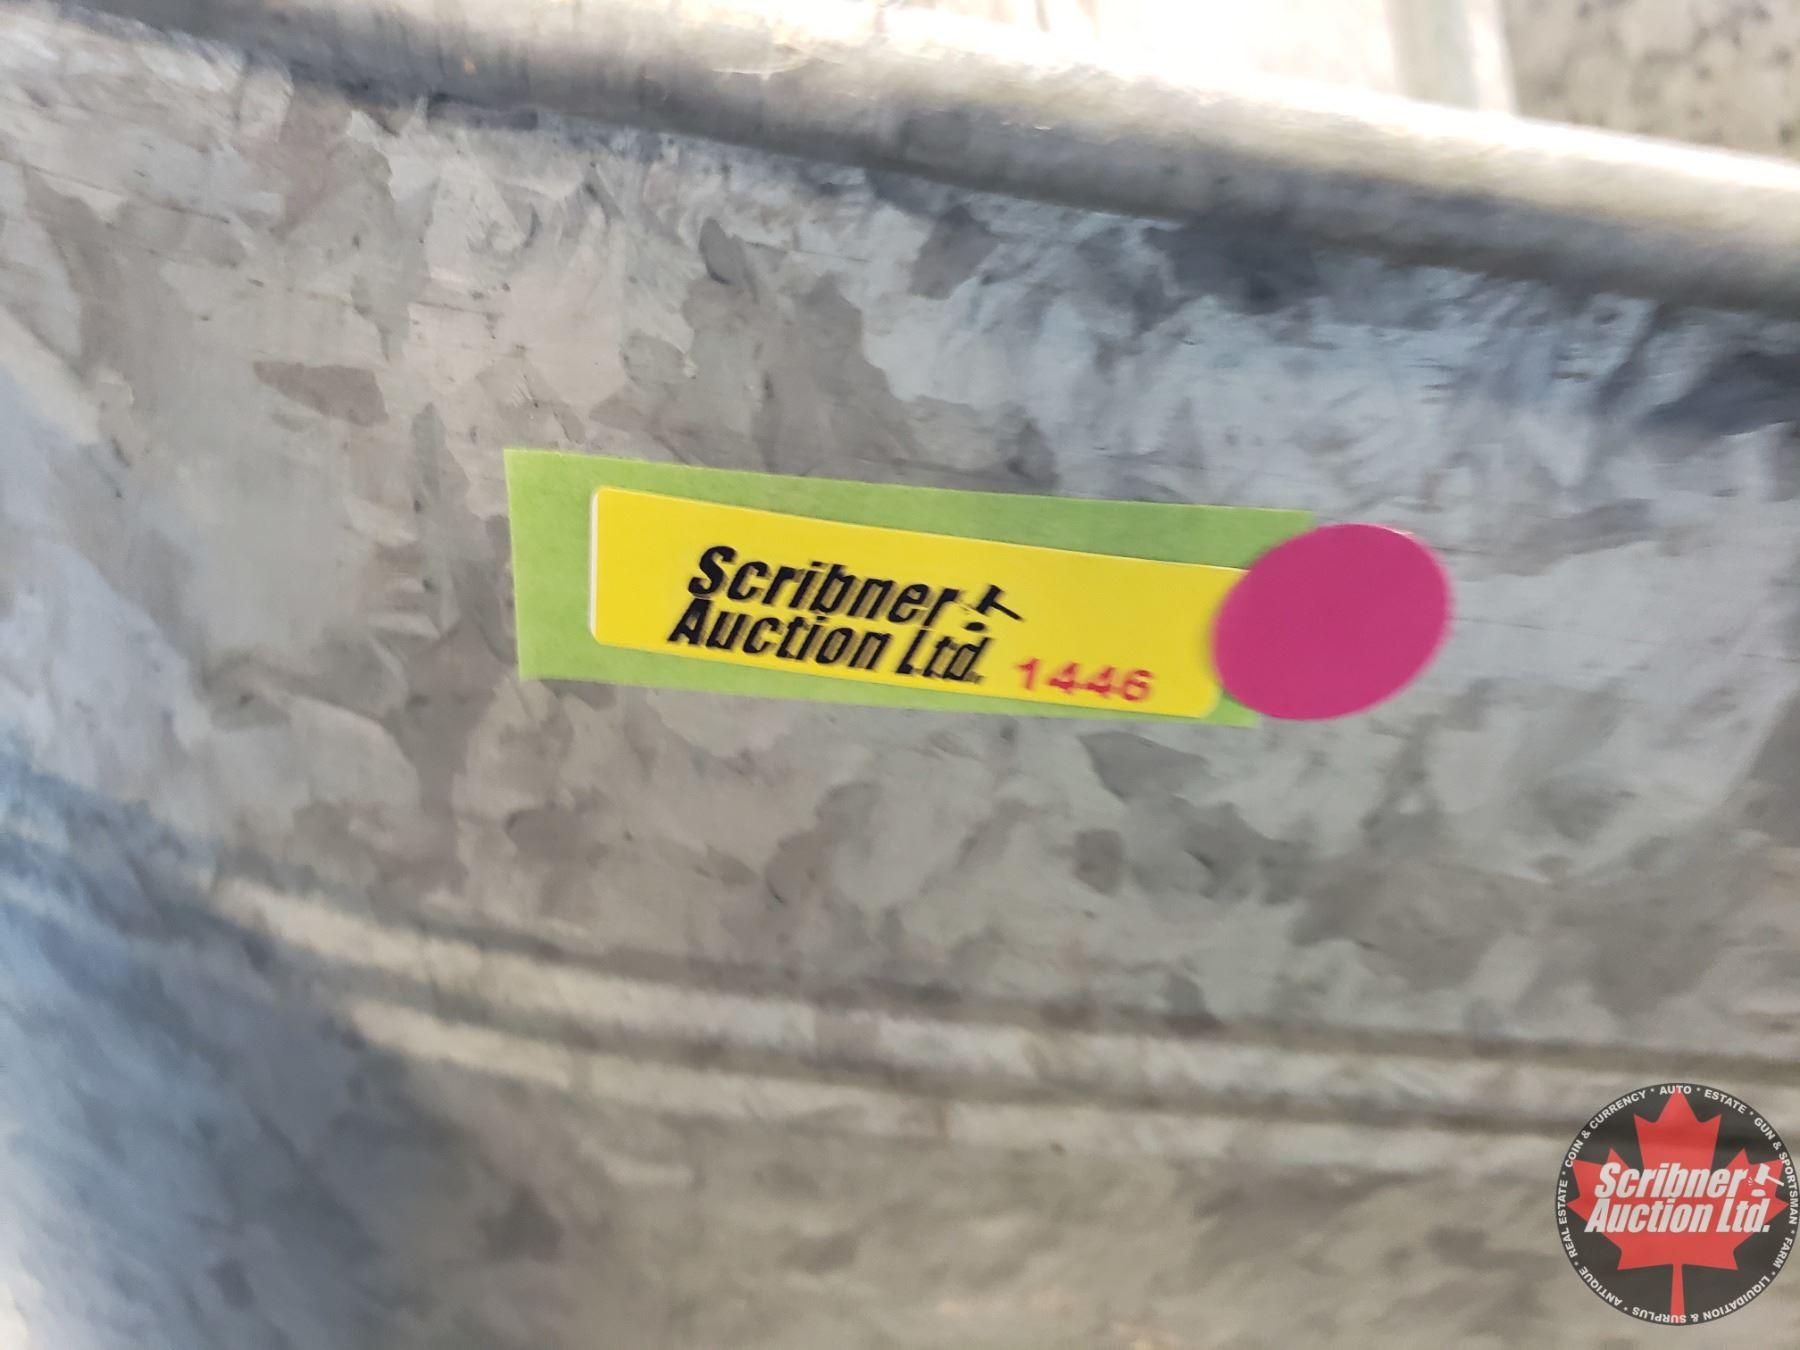 Scribner
Auction Ltd.
1446
COIN & CURRENCY • AUTO • ESTATE • GUN & SPORTSMAN • FARM • LIQUIDATION & SURPLUS • ANTIQUE • REAL ESTATE •
Scribner
Auction Ltd.